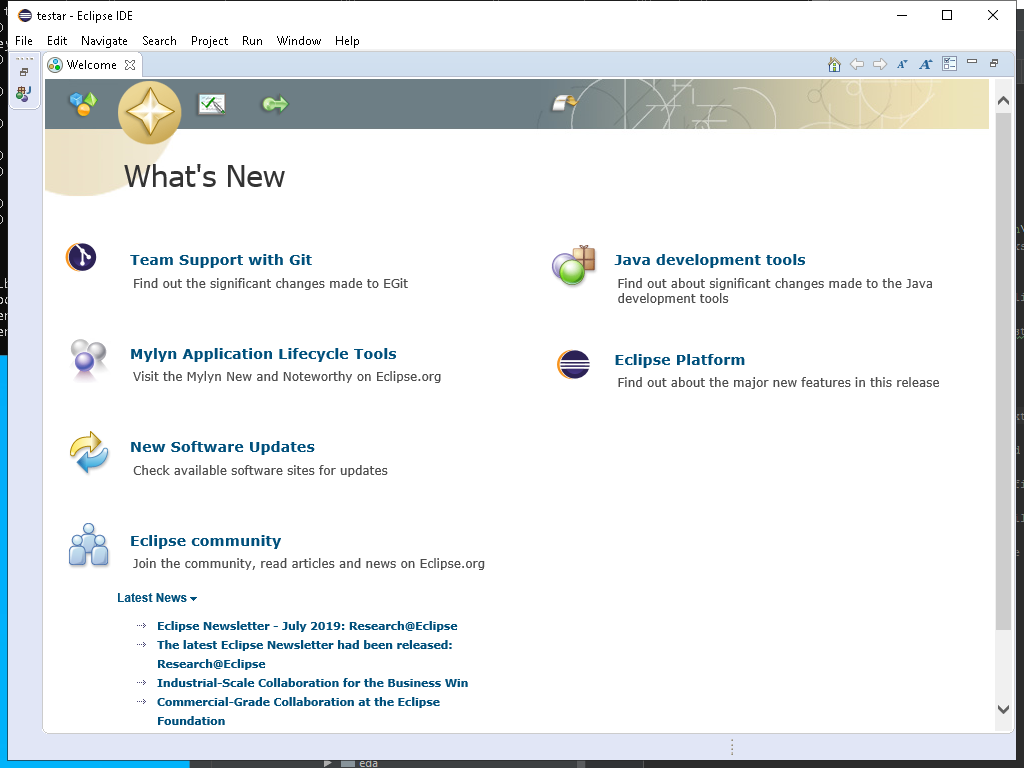 testar - Eclipse IDE
File Edit Navigate Search Project Run Window Help
Welcome
What's New
Team Support with Git
Find out the significant changes made to EGit
Java development tools
Find out about significant changes made to the Java
development tools
Mylyn Application Lifecycle Tools
Visit the Mylyn New and Noteworthy on Eclipse.org
Eclipse Platform
Find out about the major new features in this release
New Software Updates
Check available software sites for updates
Eclipse community
Join the community, read articles and news on Eclipse.org
Latest News
Eclipse Newsletter - July 2019: Research@Eclipse
The latest Eclipse Newsletter had been released:
Research@Eclipse
Industrial-Scale Collaboration for the Business Win
Commercial-Grade Collaboration at the Eclipse
Foundation
eda